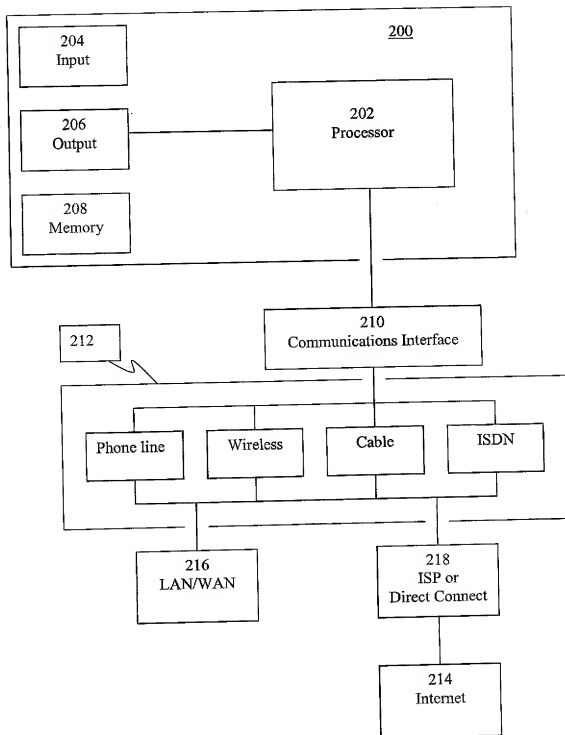 200
204
Input
202
Processor
206
Output
208
Memory
210
Communications Interface
212
Phone line
Wireless
Cable
ISDN
216
LAN/WAN
218
ISP or
Direct Connect
214
Internet